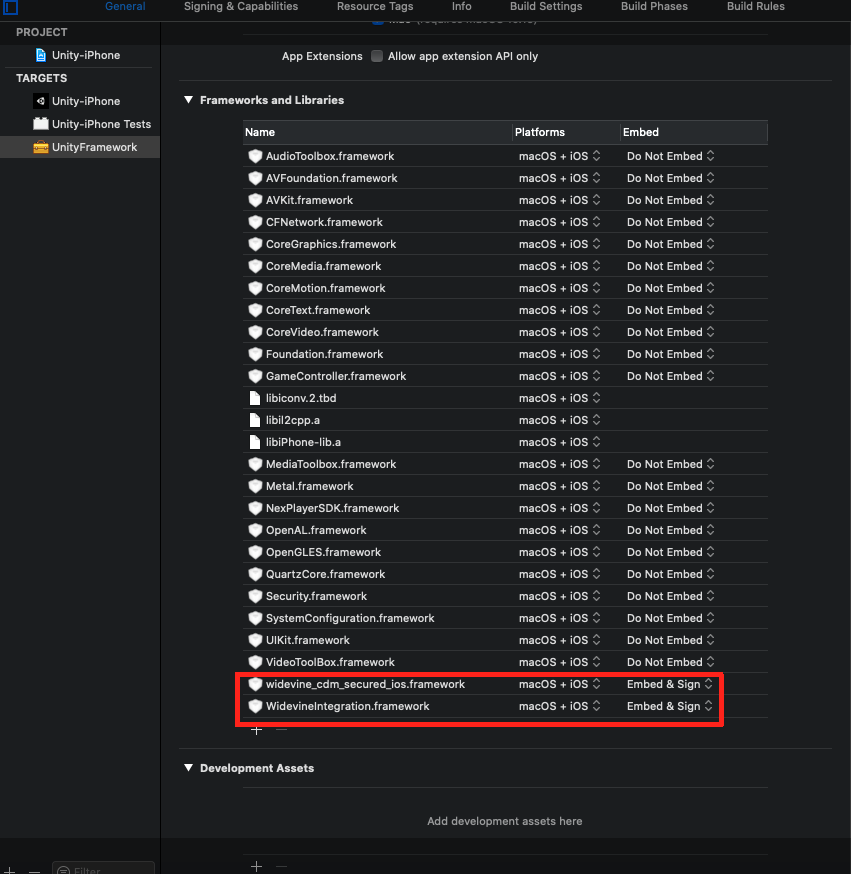 General Signing & Capabilities Resource Tags Info Build Settings Build Phases Build Rules
PROJECT
Unity-iPhone
TARGETS
Unity-iPhone
Unity-iPhone Tests
UnityFramework
App Extensions Allow app extension API only
Frameworks and Libraries
Name Platforms Embed
AudioToolbox.framework macOS + iOS Do Not Embed
AVFoundation.framework macOS + iOS Do Not Embed
AVKit.framework macOS + iOS Do Not Embed
CFNetwork.framework macOS + iOS Do Not Embed
CoreGraphics.framework macOS + iOS Do Not Embed
CoreMedia.framework macOS + iOS Do Not Embed
CoreMotion.framework macOS + iOS Do Not Embed
CoreText.framework macOS + iOS Do Not Embed
CoreVideo.framework macOS + iOS Do Not Embed
Foundation.framework macOS + iOS Do Not Embed
GameController.framework macOS + iOS Do Not Embed
libiconv.2.tbd macOS + iOS
libil2cpp.a macOS + iOS
libiPhone-lib.a macOS + iOS
MediaToolbox.framework macOS + iOS Do Not Embed
Metal.framework macOS + iOS Do Not Embed
NexPlayerSDK.framework macOS + iOS Do Not Embed
OpenAL.framework macOS + iOS Do Not Embed
OpenGLES.framework macOS + iOS Do Not Embed
QuartzCore.framework macOS + iOS Do Not Embed
Security.framework macOS + iOS Do Not Embed
SystemConfiguration.framework macOS + iOS Do Not Embed
UIKit.framework macOS + iOS Do Not Embed
VideoToolBox.framework macOS + iOS Do Not Embed
widevine_cdm_secured_ios.framework macOS + iOS Embed & Sign
WidevineIntegration.framework macOS + iOS Embed & Sign
Development Assets
Add development assets here
Filter